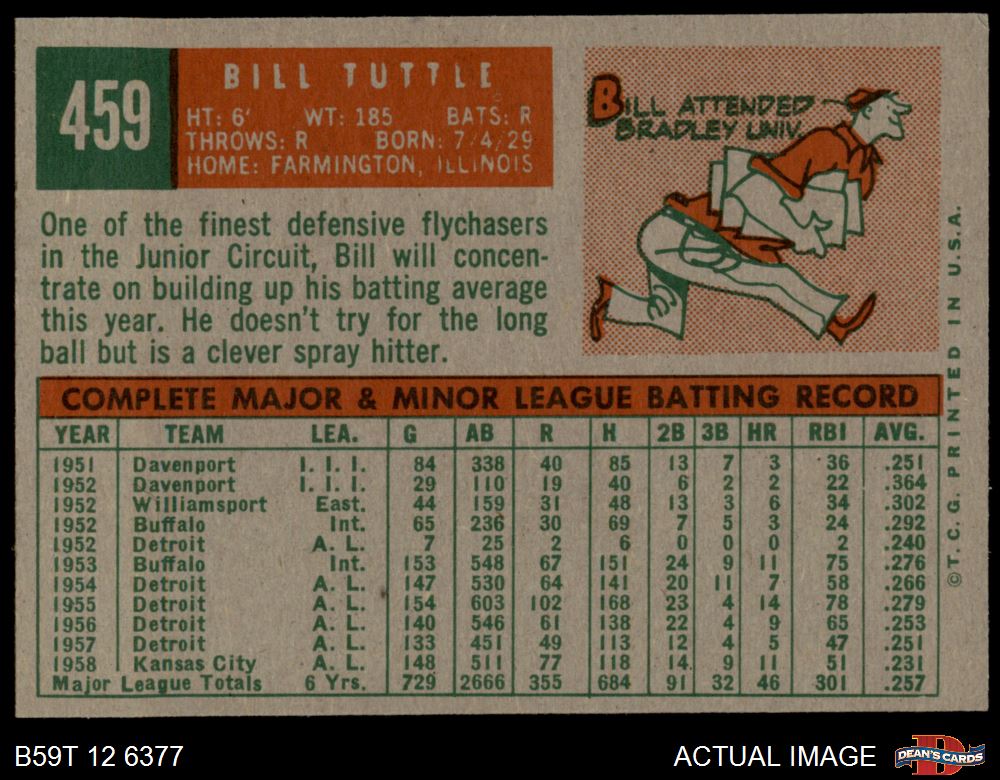 459
BILL TUTTLE
HT: 6' WT: 185 BATS: R
THROWS: R BORN: 7/4/29
HOME: FARMINGTON, ILLINOIS
BILL ATTENDED
BRADLEY UNIV.
One of the finest defensive flychasers
in the Junior Circuit, Bill will concen-
trate on building up his batting average
this year. He doesn't try for the long
ball but is a clever spray hitter.
COMPLETE MAJOR & MINOR LEAGUE BATTING RECORD
YEAR TEAM LEA. G AB R H 2B 3B HR RBI AVG.
1951 Davenport I. I. I. 84 338 40 85 13 7 3 36 .251
1952 Davenport I. I. I. 29 110 19 40 6 2 2 22 .364
1952 Williamsport East. 44 159 31 48 13 3 6 34 .302
1952 Buffalo Int. 65 236 30 69 7 5 3 24 .292
1952 Detroit A. L. 7 25 2 6 0 0 0 2 .240
1953 Buffalo Int. 153 548 67 151 24 9 11 75 .276
1954 Detroit A. L. 147 530 64 141 20 11 7 58 .266
1955 Detroit A. L. 154 603 102 168 23 4 14 78 .279
1956 Detroit A. L. 140 546 61 138 22 4 9 65 .253
1957 Detroit A. L. 133 451 49 113 12 4 5 47 .251
1958 Kansas City A. L. 148 511 77 118 14 9 11 51 .231
Major League Totals 6 Yrs. 729 2666 355 684 91 32 46 301 .257
© T. C. G. PRINTED IN U.S.A.
B59T 12 6377
ACTUAL IMAGE
D
DEAN'S CARDS